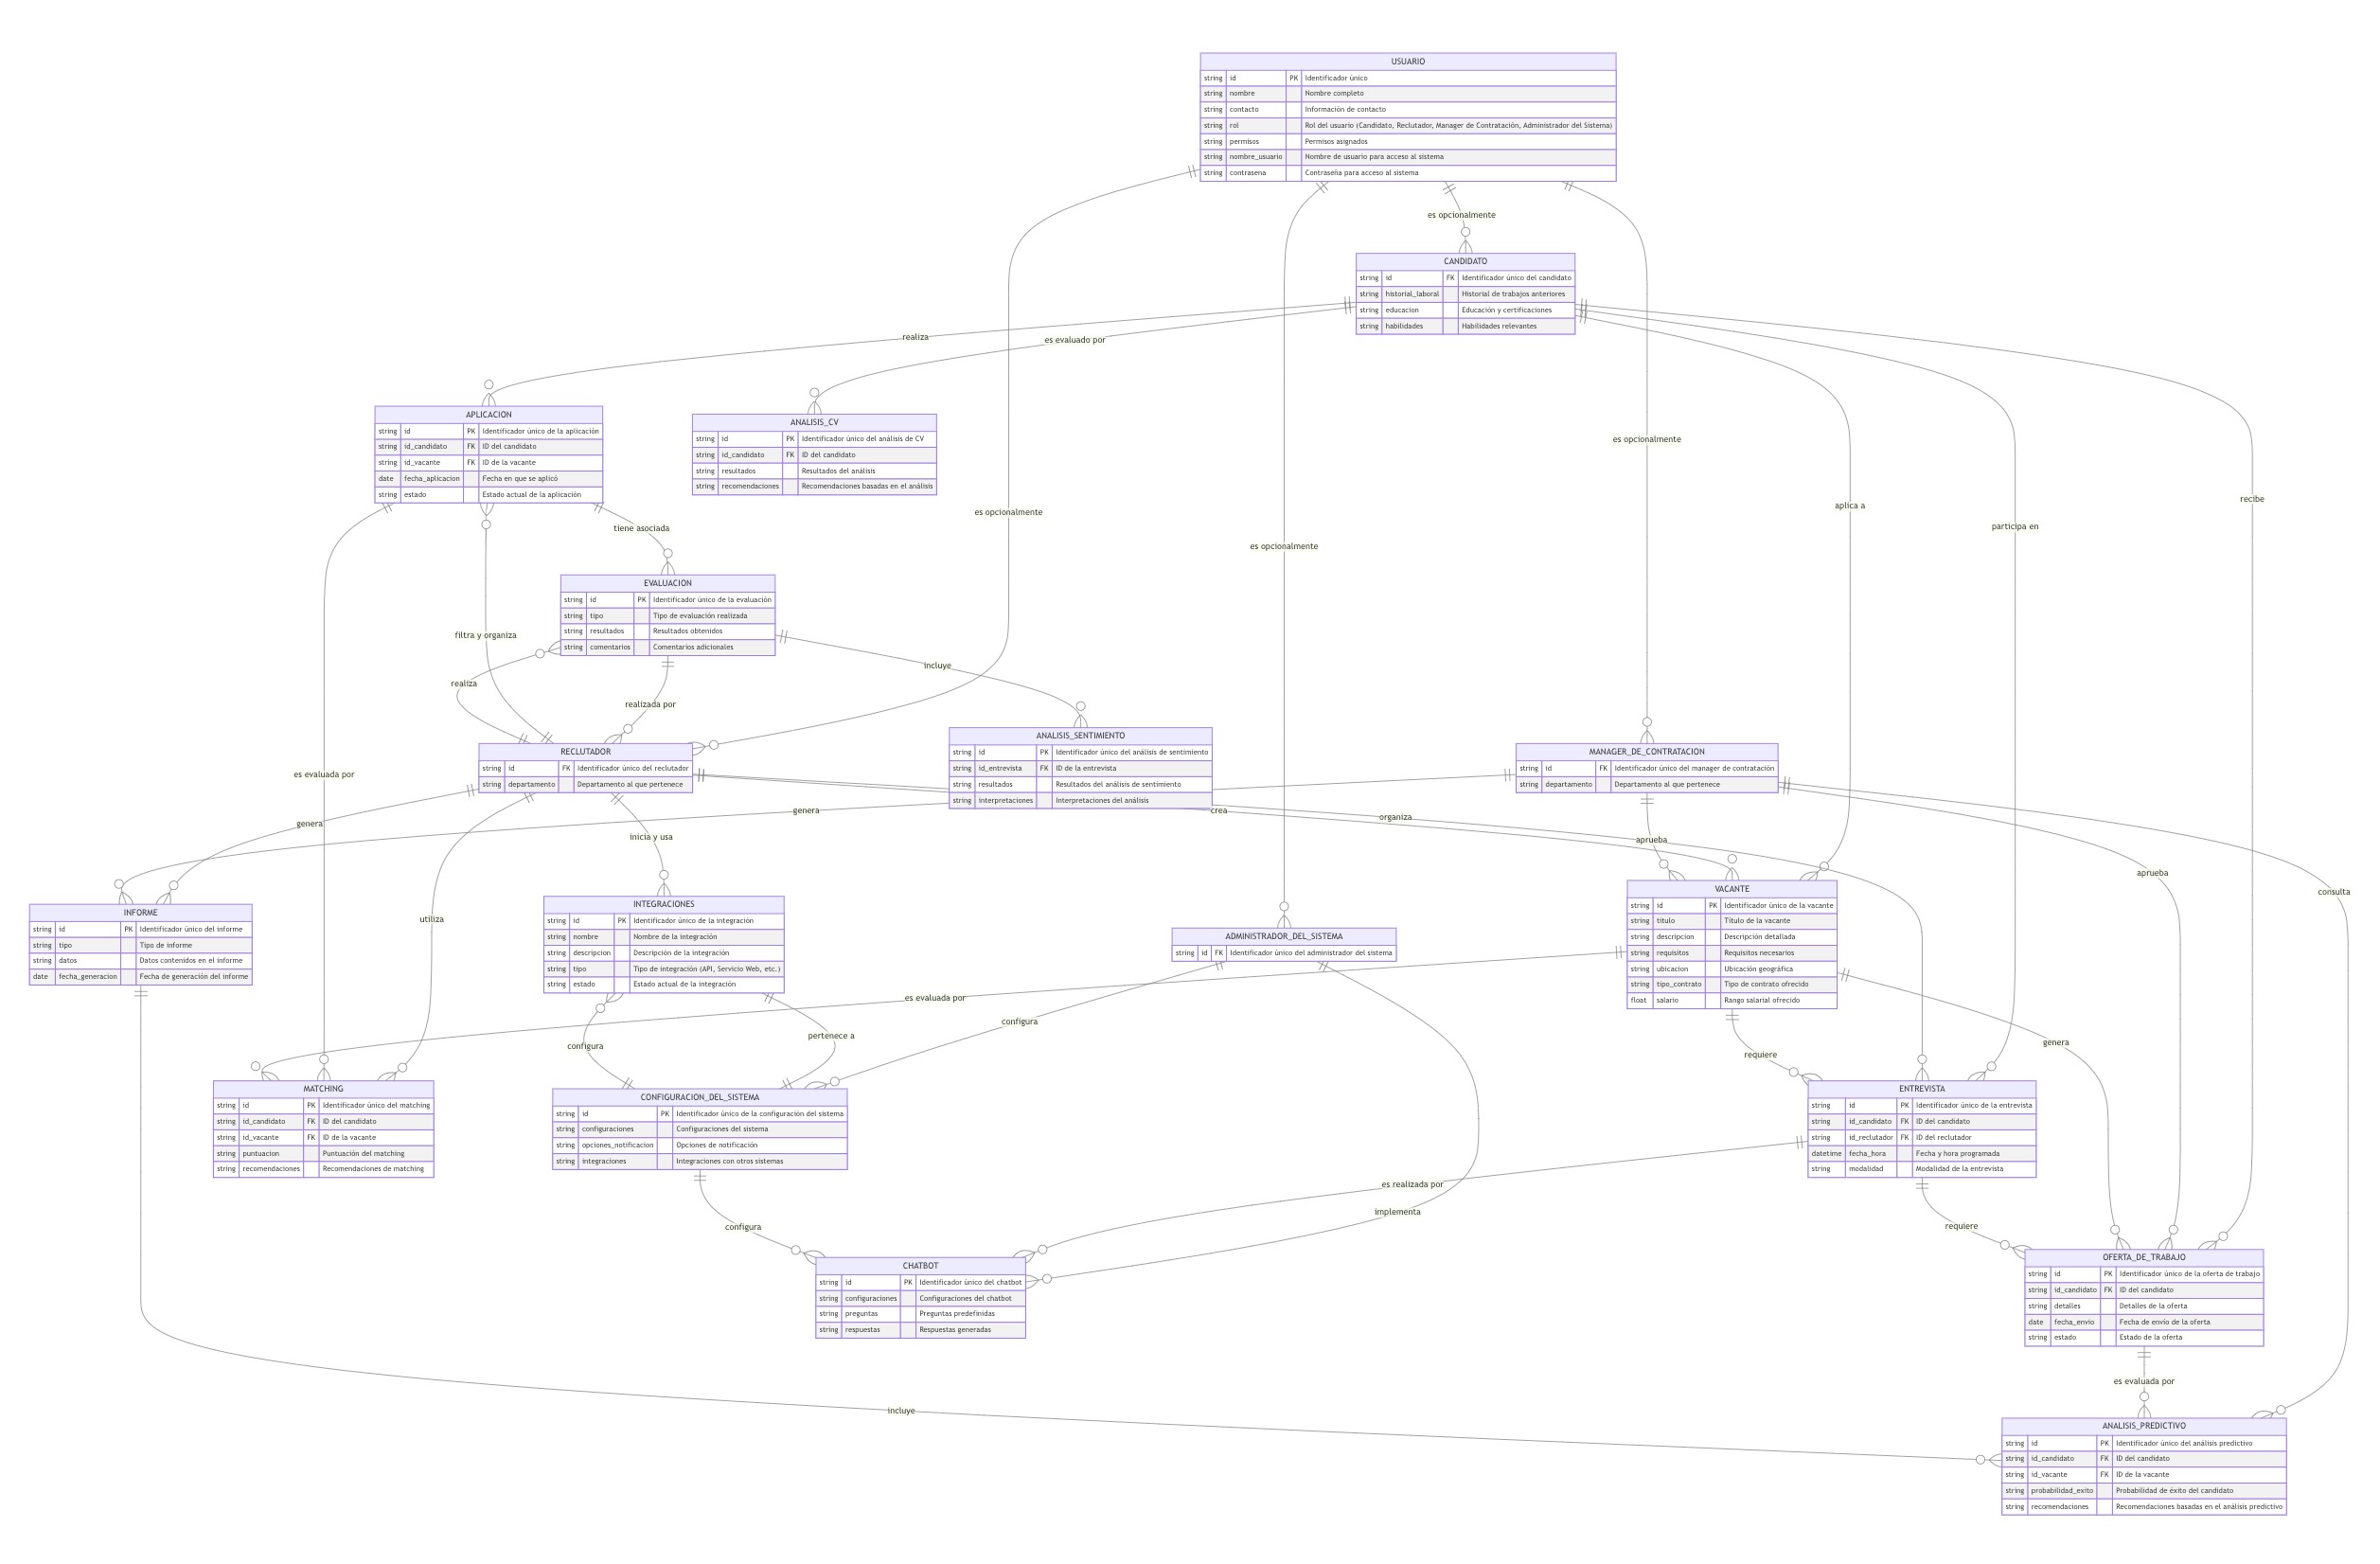 USUARIO
string id PK Identificador único
string nombre Nombre completo
string contacto Información de contacto
string rol Rol del usuario (Candidato, Reclutador, Manager de Contratación, Administrador del Sistema)
string permisos Permisos asignados
string nombre_usuario Nombre de usuario para acceso al sistema
string contrasena Contraseña para acceso al sistema
es opcionalmente
CANDIDATO
string id FK Identificador único del candidato
string historial_laboral Historial de trabajos anteriores
string educacion Educación y certificaciones
string habilidades Habilidades relevantes
realiza
es evaluado por
APLICACION
string id PK Identificador único de la aplicación
string id_candidato FK ID del candidato
string id_vacante FK ID de la vacante
date fecha_aplicacion Fecha en que se aplicó
string estado Estado actual de la aplicación
ANALISIS_CV
string id PK Identificador único del análisis de CV
string id_candidato FK ID del candidato
string resultados Resultados del análisis
string recomendaciones Recomendaciones basadas en el análisis
es opcionalmente
recibe
aplica a
es opcionalmente
participa en
tiene asociada
es opcionalmente
EVALUACION
string id PK Identificador único de la evaluación
string tipo Tipo de evaluación realizada
string resultados Resultados obtenidos
string comentarios Comentarios adicionales
filtra y organiza
incluye
realiza
realizada por
ANALISIS_SENTIMIENTO
string id PK Identificador único del análisis de sentimiento
string id_entrevista FK ID de la entrevista
string resultados Resultados del análisis de sentimiento
string interpretaciones Interpretaciones del análisis
RECLUTADOR
string id FK Identificador único del reclutador
string departamento Departamento al que pertenece
MANAGER_DE_CONTRATACION
string id FK Identificador único del manager de contratación
string departamento Departamento al que pertenece
es evaluada por
genera
genera
crea
organiza
inicia y usa
aprueba
aprueba
consulta
INFORME
string id PK Identificador único del informe
string tipo Tipo de informe
string datos Datos contenidos en el informe
date fecha_generacion Fecha de generación del informe
utiliza
INTEGRACIONES
string id PK Identificador único de la integración
string nombre Nombre de la integración
string descripcion Descripción de la integración
string tipo Tipo de integración (API, Servicio Web, etc.)
string estado Estado actual de la integración
ADMINISTRADOR_DEL_SISTEMA
string id FK Identificador único del administrador del sistema
VACANTE
string id PK Identificador único de la vacante
string titulo Título de la vacante
string descripcion Descripción detallada
string requisitos Requisitos necesarios
string ubicacion Ubicación geográfica
string tipo_contrato Tipo de contrato ofrecido
float salario Rango salarial ofrecido
es evaluada por
configura
pertenece a
configura
requiere
genera
MATCHING
string id PK Identificador único del matching
string id_candidato FK ID del candidato
string id_vacante FK ID de la vacante
string puntuacion Puntuación del matching
string recomendaciones Recomendaciones de matching
CONFIGURACION_DEL_SISTEMA
string id PK Identificador único de la configuración del sistema
string configuraciones Configuraciones del sistema
string opciones_notificacion Opciones de notificación
string integraciones Integraciones con otros sistemas
ENTREVISTA
string id PK Identificador único de la entrevista
string id_candidato FK ID del candidato
string id_reclutador FK ID del reclutador
datetime fecha_hora Fecha y hora programada
string modalidad Modalidad de la entrevista
es realizada por
implementa
configura
requiere
CHATBOT
string id PK Identificador único del chatbot
string configuraciones Configuraciones del chatbot
string preguntas Preguntas predefinidas
string respuestas Respuestas generadas
OFERTA_DE_TRABAJO
string id PK Identificador único de la oferta de trabajo
string id_candidato FK ID del candidato
string detalles Detalles de la oferta
date fecha_envio Fecha de envío de la oferta
string estado Estado de la oferta
es evaluada por
incluye
ANALISIS_PREDICTIVO
string id PK Identificador único del análisis predictivo
string id_candidato FK ID del candidato
string id_vacante FK ID de la vacante
string probabilidad_exito Probabilidad de éxito del candidato
string recomendaciones Recomendaciones basadas en el análisis predictivo